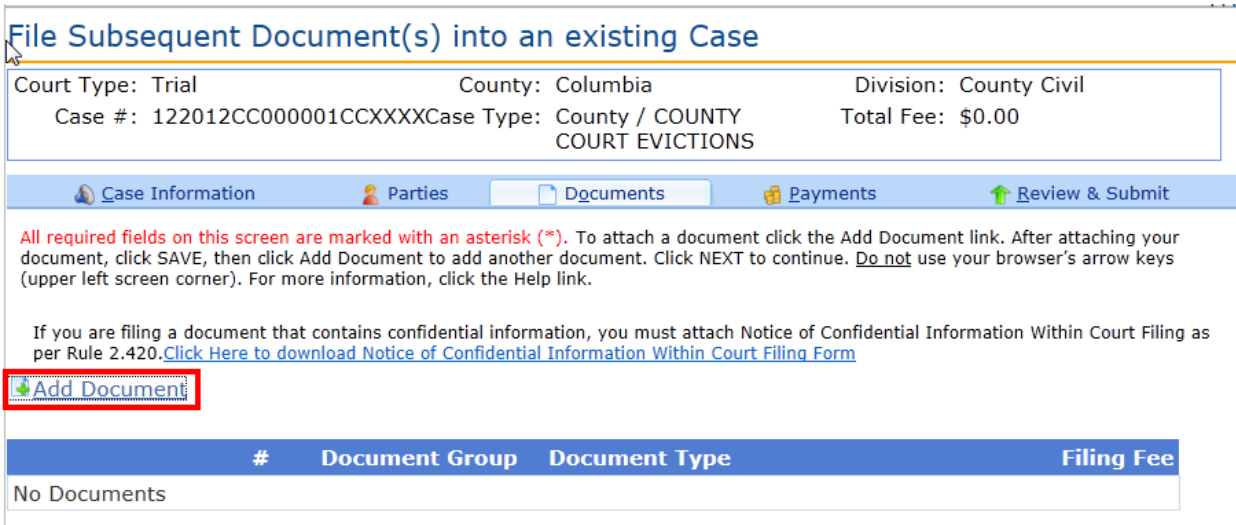 File Subsequent Document(s) into an existing Case
Court Type: Trial County: Columbia Division: County Civil
Case #: 122012CC000001CCXXXXCase Type: County / COUNTY Total Fee: $0.00
COURT EVICTIONS
Case Information Parties Documents Payments Review & Submit
All required fields on this screen are marked with an asterisk (*). To attach a document click the Add Document link. After attaching your
document, click SAVE, then click Add Document to add another document. Click NEXT to continue. Do not use your browser's arrow keys
(upper left screen corner). For more information, click the Help link.
If you are filing a document that contains confidential information, you must attach Notice of Confidential Information Within Court Filing as
per Rule 2.420.Click Here to download Notice of Confidential Information Within Court Filing Form
Add Document
# Document Group Document Type Filing Fee
No Documents